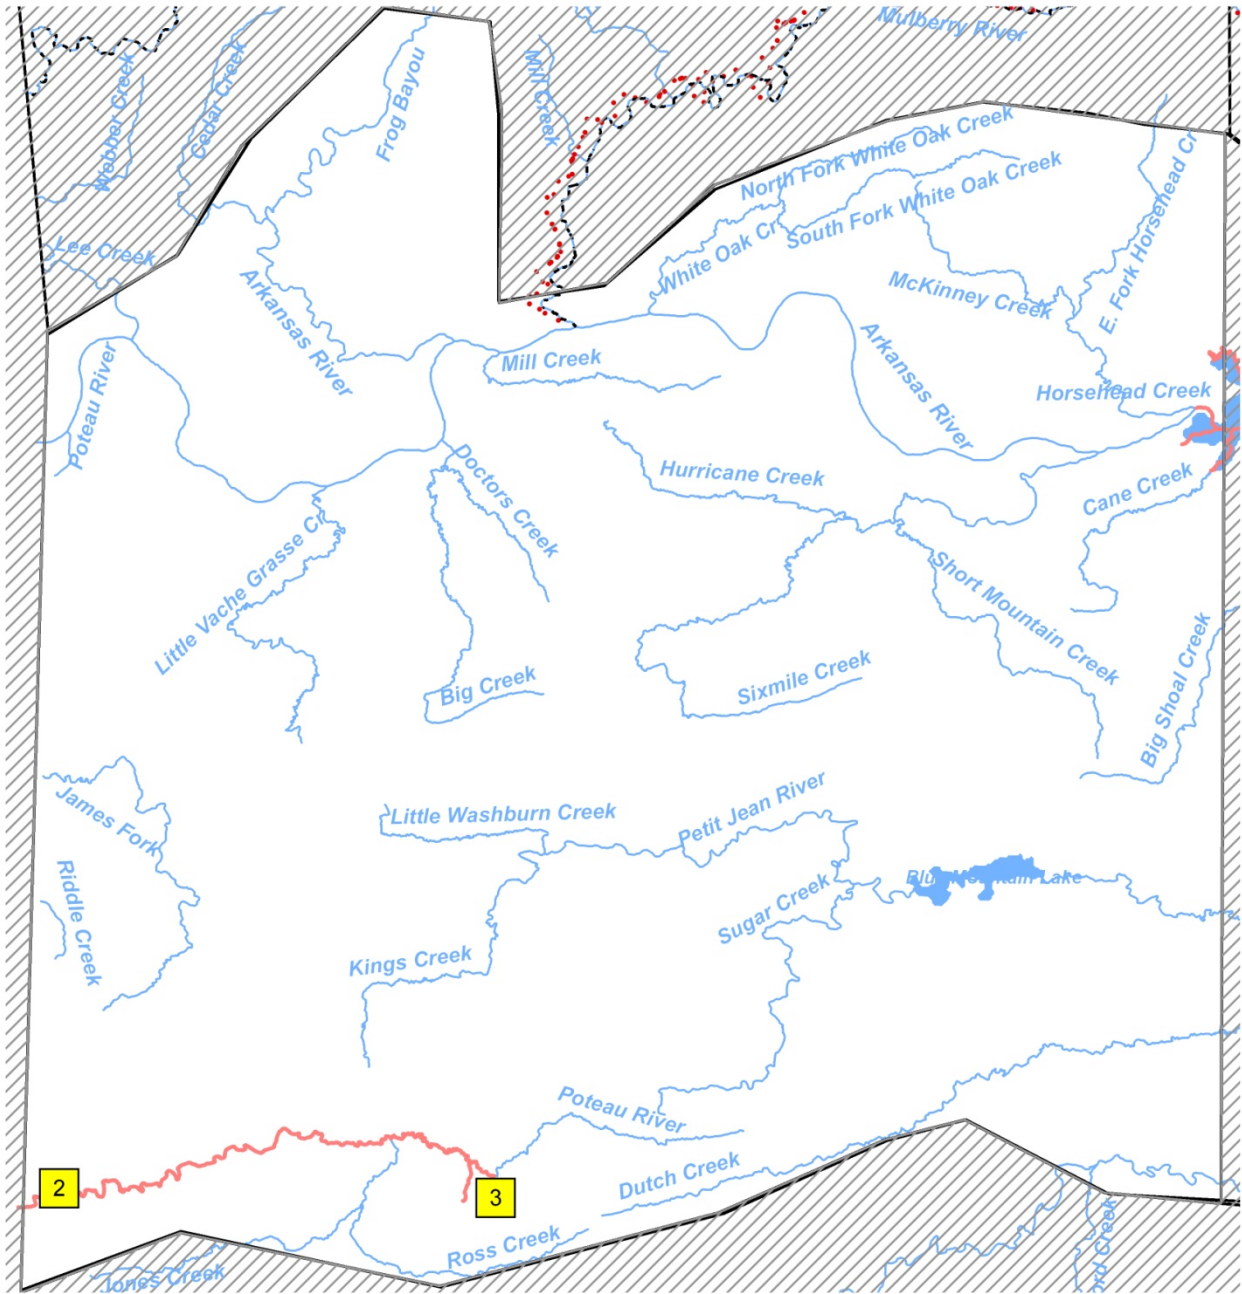 Mulberry River
Webber Creek
Cedar Creek
Frog Bayou
Mill Creek
North Fork White Oak Creek
South Fork White Oak Creek
White Oak Cr
E. Fork Horsehead Cr
Lee Creek
Arkansas River
McKinney Creek
Poteau River
Mill Creek
Arkansas River
Horsehead Creek
Doctors Creek
Hurricane Creek
Cane Creek
Little Vache Grasse Cr
Short Mountain Creek
Big Creek
Sixmile Creek
Big Shoal Creek
James Fork
Little Washburn Creek
Petit Jean River
Riddle Creek
Blue Mountain Lake
Sugar Creek
Kings Creek
Poteau River
2
3
Dutch Creek
Ross Creek
Jones Creek
Creek